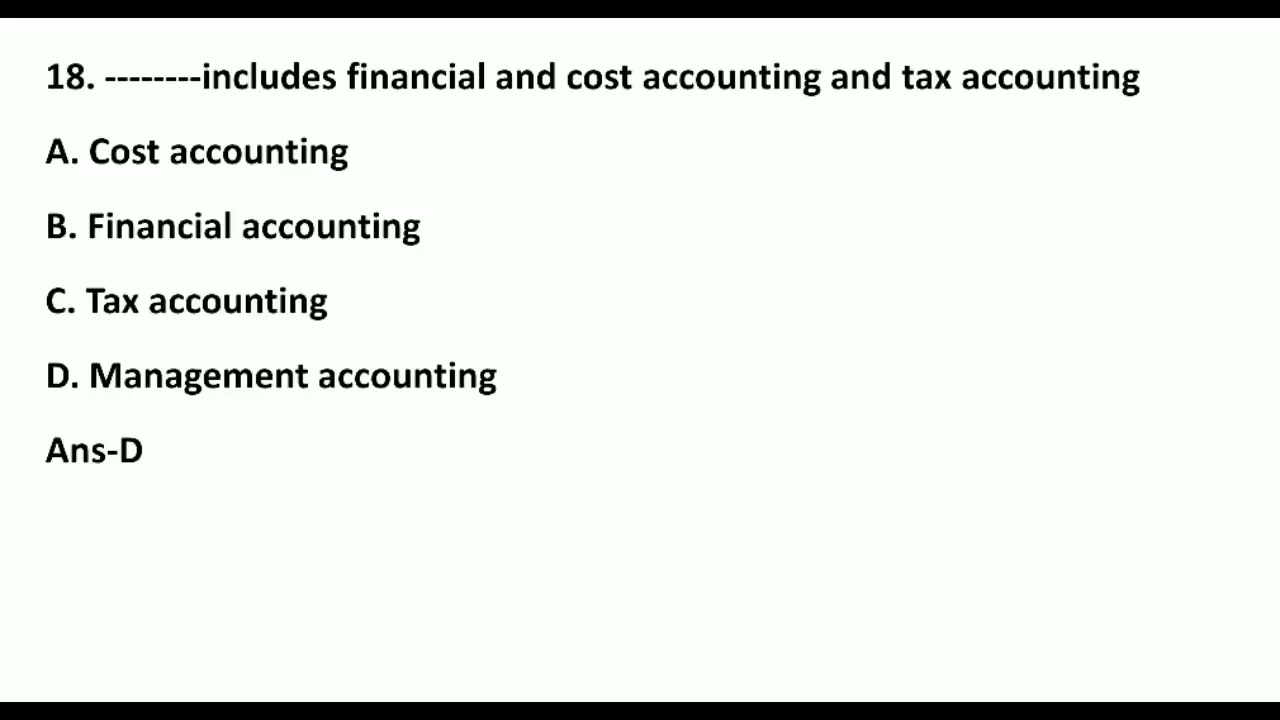 18. --------includes financial and cost accounting and tax accounting
A. Cost accounting
B. Financial accounting
C. Tax accounting
D. Management accounting
Ans-D